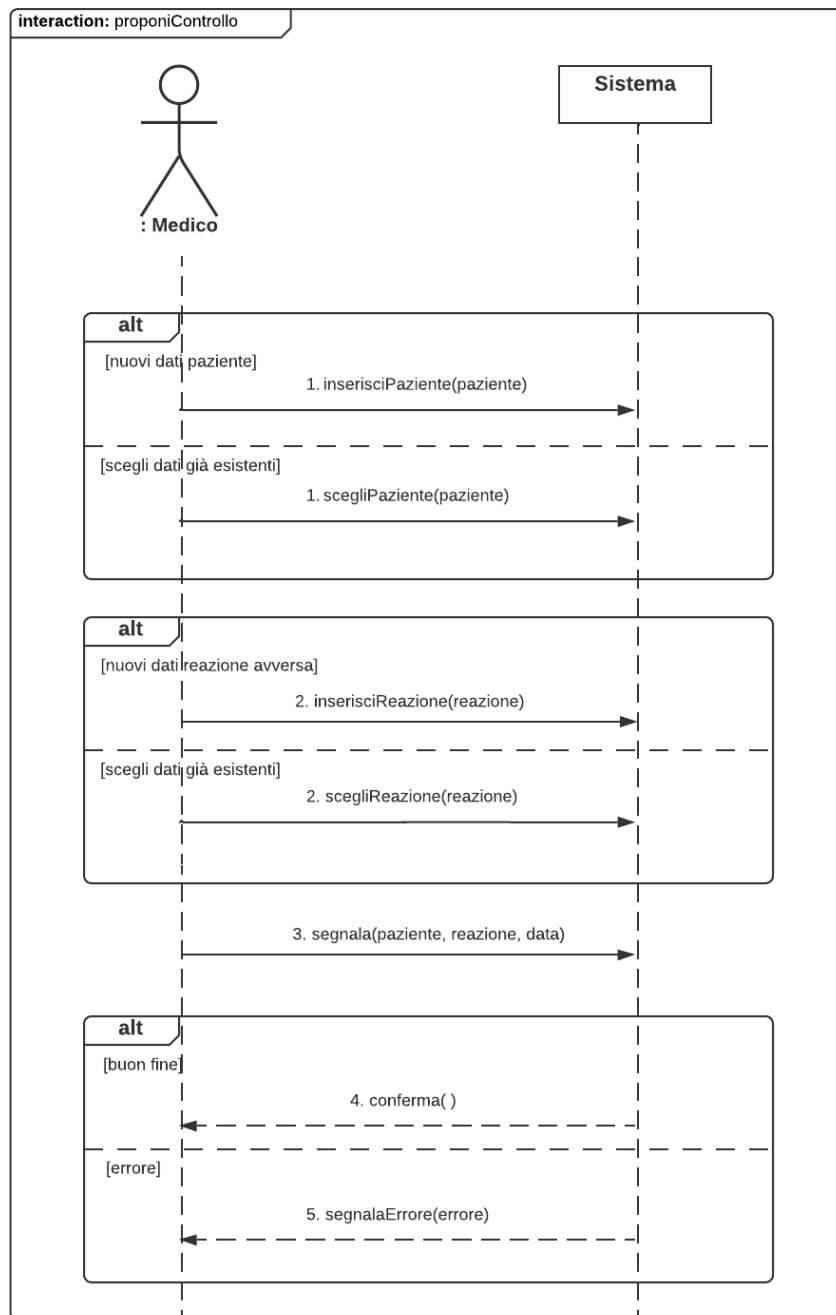 interaction: proponiControllo
Sistema
: Medico
alt
[nuovi dati paziente]
1. inserisciPaziente(paziente)
[scegli dati già esistenti]
1. scegliPaziente(paziente)
alt
[nuovi dati reazione avversa]
2. inserisciReazione(reazione)
[scegli dati già esistenti]
2. scegliReazione(reazione)
3. segnala(paziente, reazione, data)
alt
[buon fine]
4. conferma( )
[errore]
5. segnalaErrore(errore)